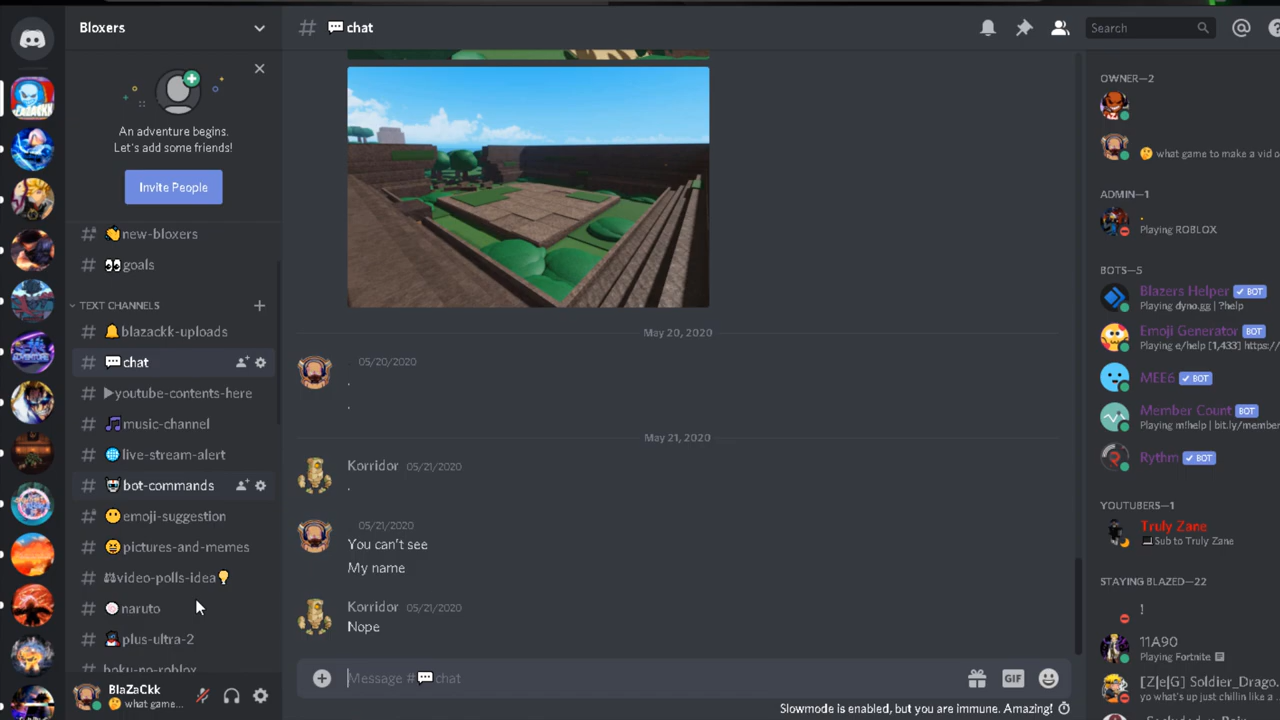 Bloxers
An adventure begins.
Let's add some friends!
Invite People
# new-bloxers
# goals
TEXT CHANNELS
# blazackk-uploads
# chat
# youtube-contents-here
# music-channel
# live-stream-alert
# bot-commands
# emoji-suggestion
# pictures-and-memes
# video-polls-idea
# naruto
# plus-ultra-2
boku-no-roblox
BlaZaCkk
what game...
# chat
Search
May 20, 2020
05/20/2020
.
.
May 21, 2020
Korridor 05/21/2020
.
05/21/2020
You can't see
My name
Korridor 05/21/2020
Nope
Message # chat
GIF
Slowmode is enabled, but you are immune. Amazing!
OWNER—2
what game to make a vid o
ADMIN—1
.
Playing ROBLOX
BOTS—5
Blazers Helper BOT
Playing dyno.gg | ?help
Emoji Generator BOT
Playing e/help [1,433] https:/
MEE6 BOT
Member Count BOT
Playing m!help | bit.ly/member
Rythm BOT
YOUTUBERS—1
Truly Zane
Sub to Truly Zane
STAYING BLAZED—22
!
11A90
Playing Fortnite
[Z|e|G] Soldier_Drago.
yo what's up just chillin like a